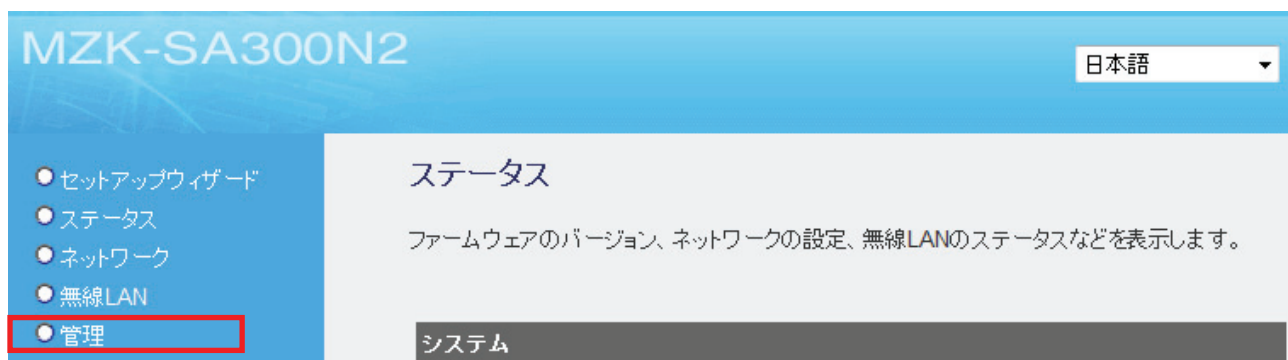 MZK-SA300N2
日本語
セットアップウィザード
ステータス
ネットワーク
無線LAN
管理
ステータス
ファームウェアのバージョン、ネットワークの設定、無線LANのステータスなどを表示します。
システム